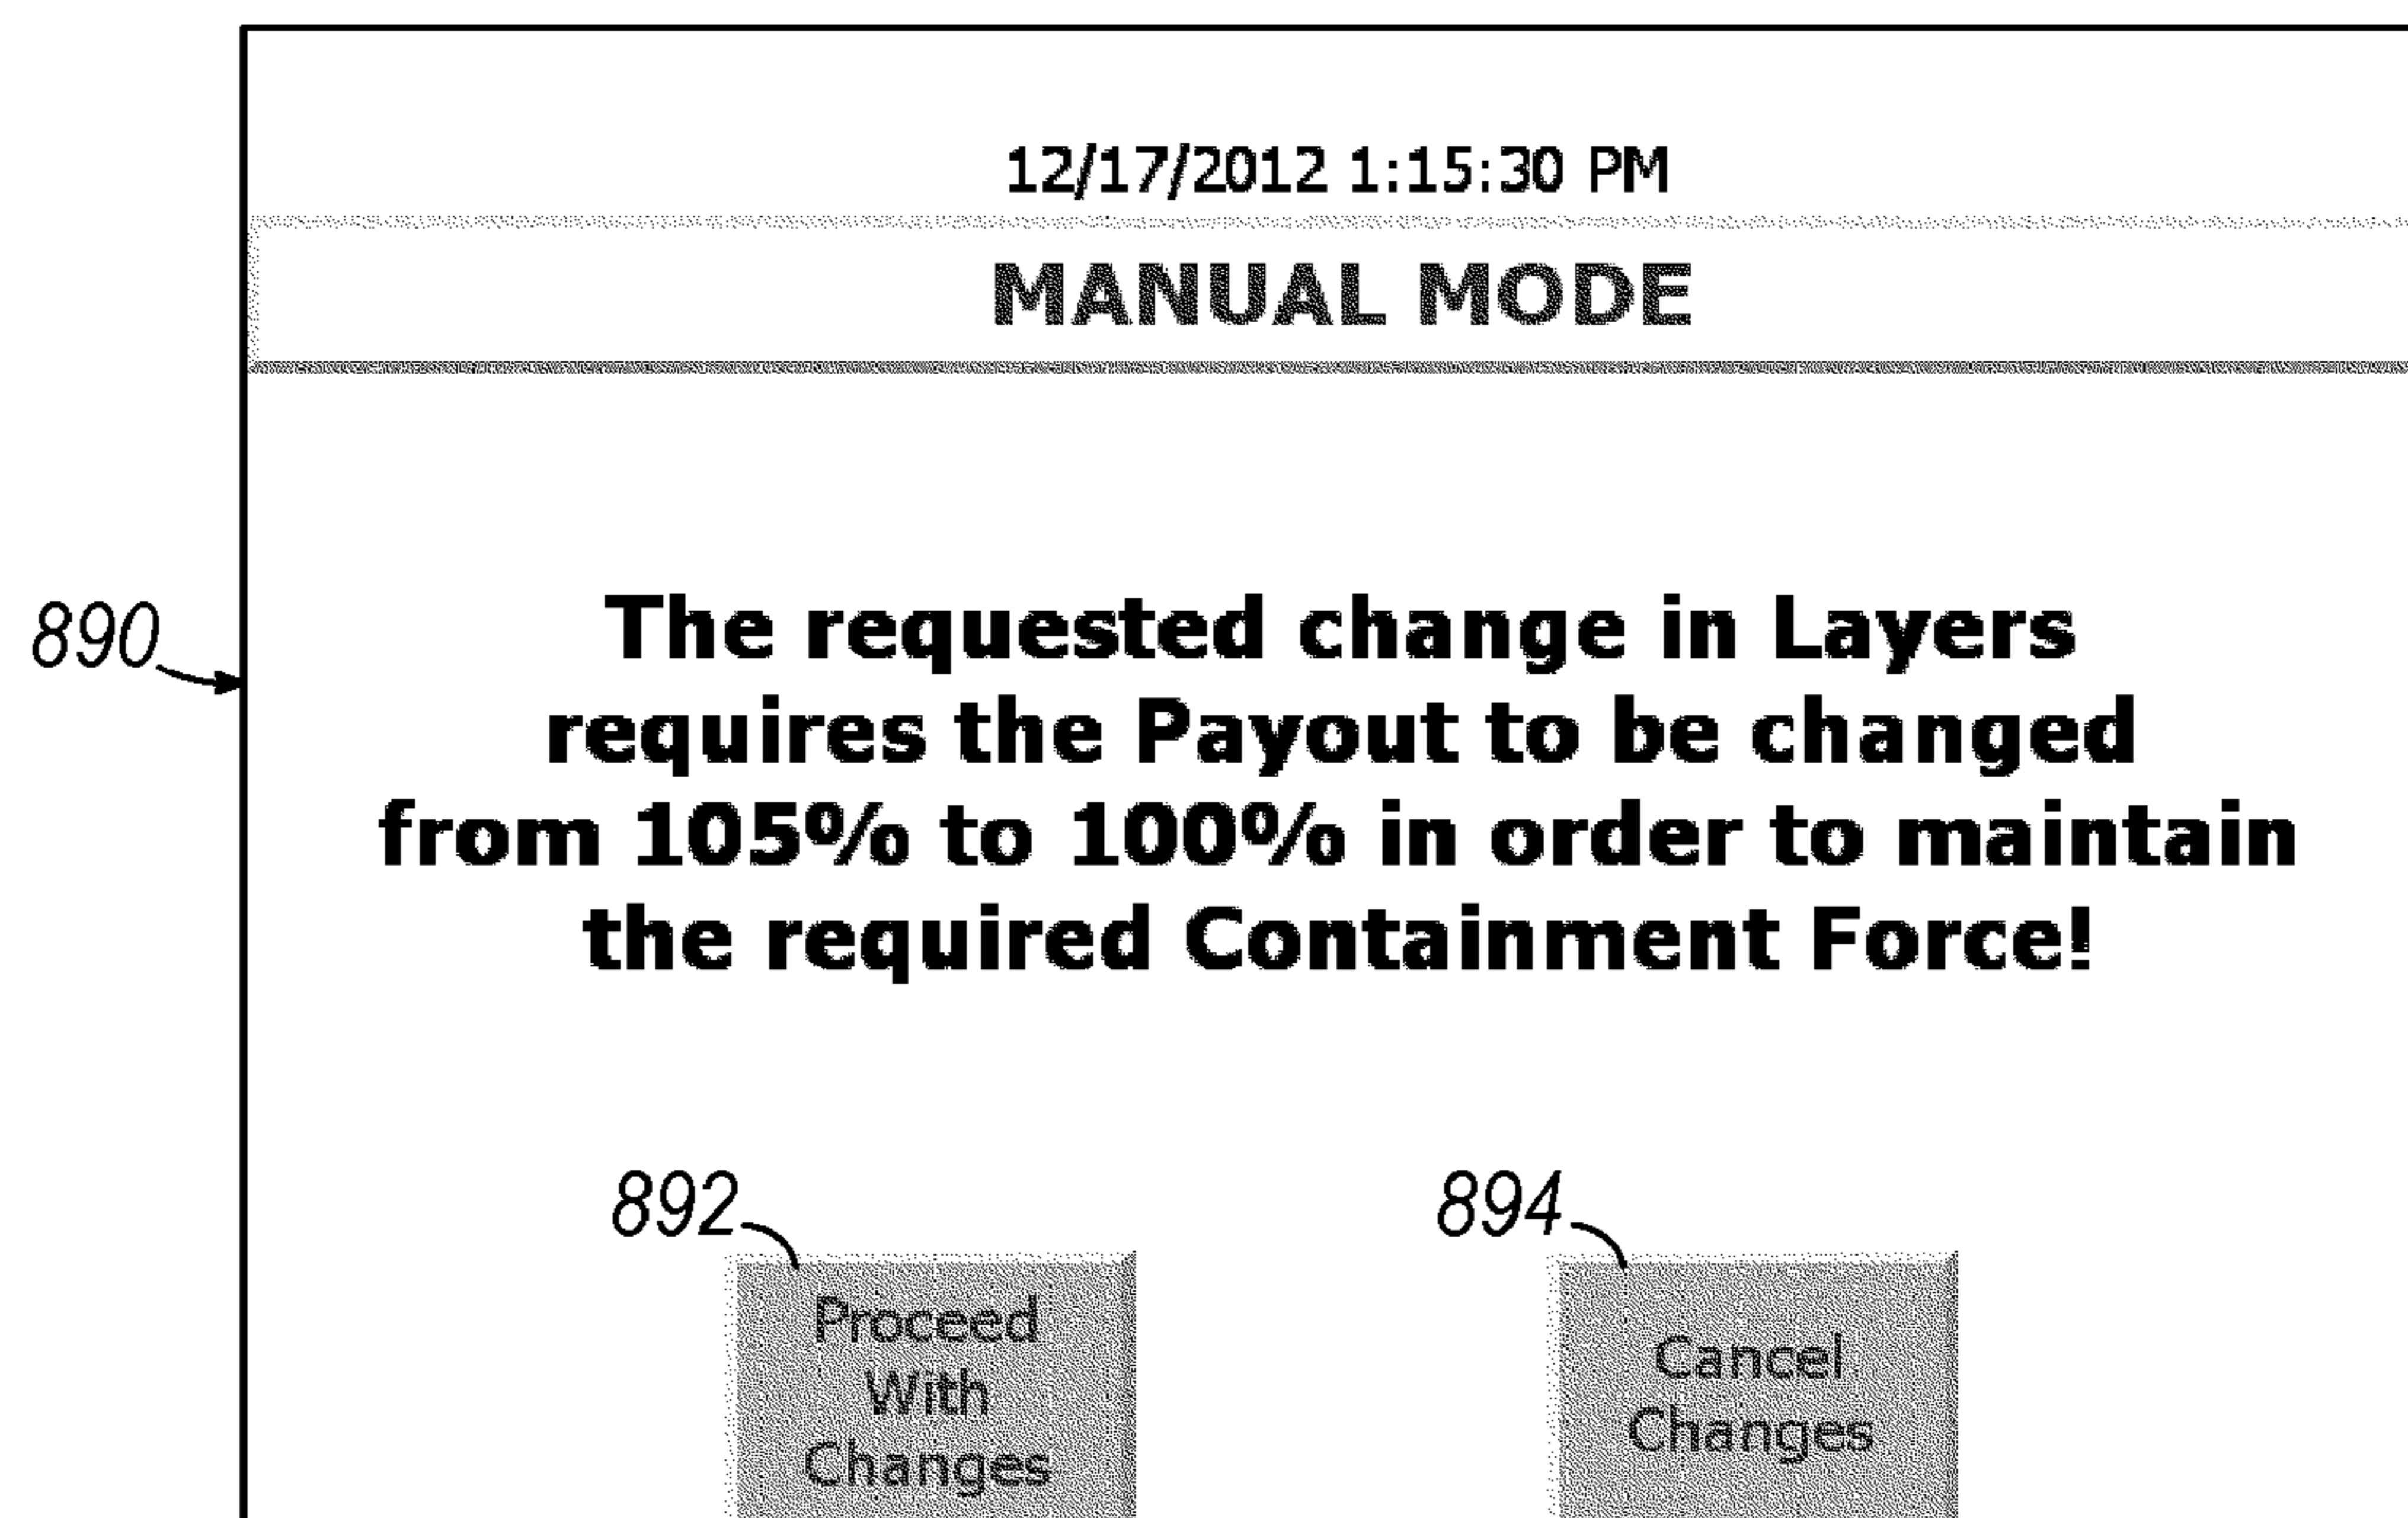 12/17/2012 1:15:30 PM
MANUAL MODE
890
The requested change in Layers
requires the Payout to be changed
from 105% to 100% in order to maintain
the required Containment Force!
892
894
Proceed
With
Changes
Cancel
Changes